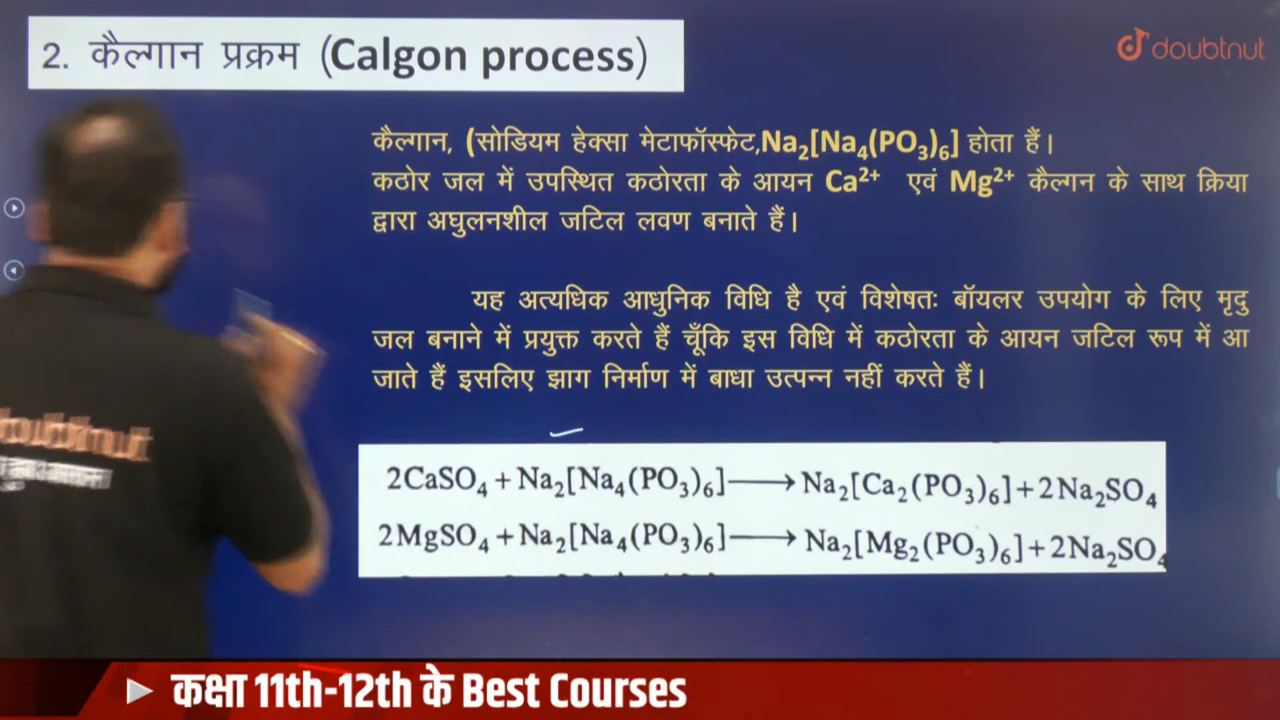 2. कैल्गान प्रक्रम (Calgon process)
doubtnut
कैल्गान, (सोडियम हेक्सा मेटाफॉस्फेट,Na₂[Na₄(PO₃)₆] होता हैं।
कठोर जल में उपस्थित कठोरता के आयन Ca²⁺ एवं Mg²⁺ कैल्गन के साथ क्रिया
द्वारा अघुलनशील जटिल लवण बनाते हैं।
यह अत्यधिक आधुनिक विधि है एवं विशेषतः बॉयलर उपयोग के लिए मृदु
जल बनाने में प्रयुक्त करते हैं चूँकि इस विधि में कठोरता के आयन जटिल रूप में आ
जाते हैं इसलिए झाग निर्माण में बाधा उत्पन्न नहीं करते हैं।
2CaSO₄ + Na₂[Na₄(PO₃)₆] ⟶ Na₂[Ca₂(PO₃)₆] + 2Na₂SO₄
2MgSO₄ + Na₂[Na₄(PO₃)₆] ⟶ Na₂[Mg₂(PO₃)₆] + 2Na₂SO₄
doubtnut
कक्षा 11th-12th के Best Courses